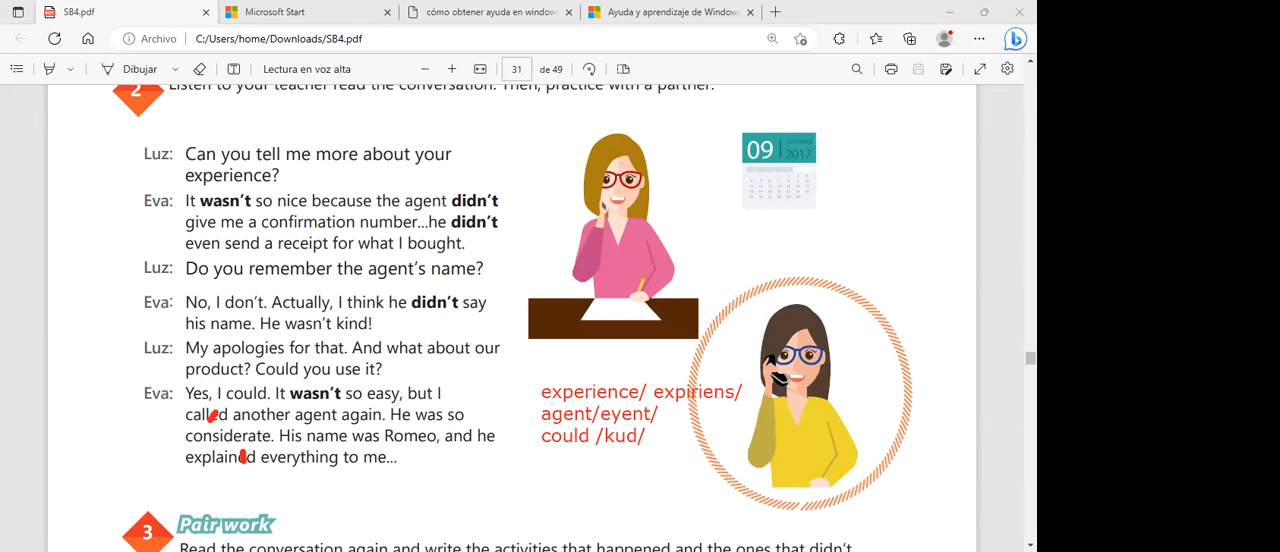 SB4.pdf
Microsoft Start
cómo obtener ayuda en window
Ayuda y aprendizaje de Window
Archivo
C:/Users/home/Downloads/SB4.pdf
Dibujar
Lectura en voz alta
31
de 49
2
Listen to your teacher read the conversation. Then, practice with a partner.
Luz: Can you tell me more about your
experience?
Eva: It wasn't so nice because the agent didn't
give me a confirmation number...he didn't
even send a receipt for what I bought.
Luz: Do you remember the agent's name?
Eva: No, I don't. Actually, I think he didn't say
his name. He wasn't kind!
Luz: My apologies for that. And what about our
product? Could you use it?
Eva: Yes, I could. It wasn't so easy, but I
called another agent again. He was so
considerate. His name was Romeo, and he
explained everything to me...
09
SEPTEMBER
2017
experience/ expiriens/
agent/eyent/
could /kud/
3
Pair work
Read the conversation again and write the activities that happened and the ones that didn't